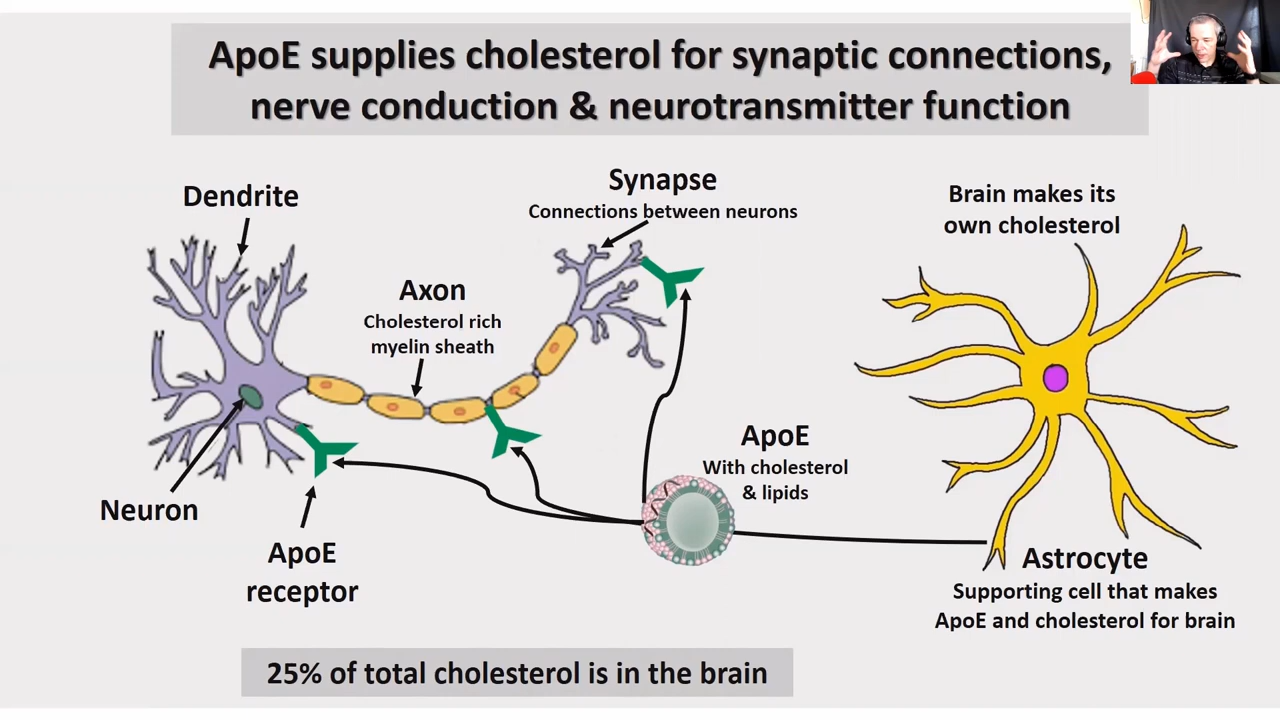 ApoE supplies cholesterol for synaptic connections,
nerve conduction & neurotransmitter function
Dendrite
Synapse
Connections between neurons
Brain makes its
own cholesterol
Axon
Cholesterol rich
myelin sheath
ApoE
With cholesterol
& lipids
Neuron
ApoE
receptor
Astrocyte
Supporting cell that makes
ApoE and cholesterol for brain
25% of total cholesterol is in the brain